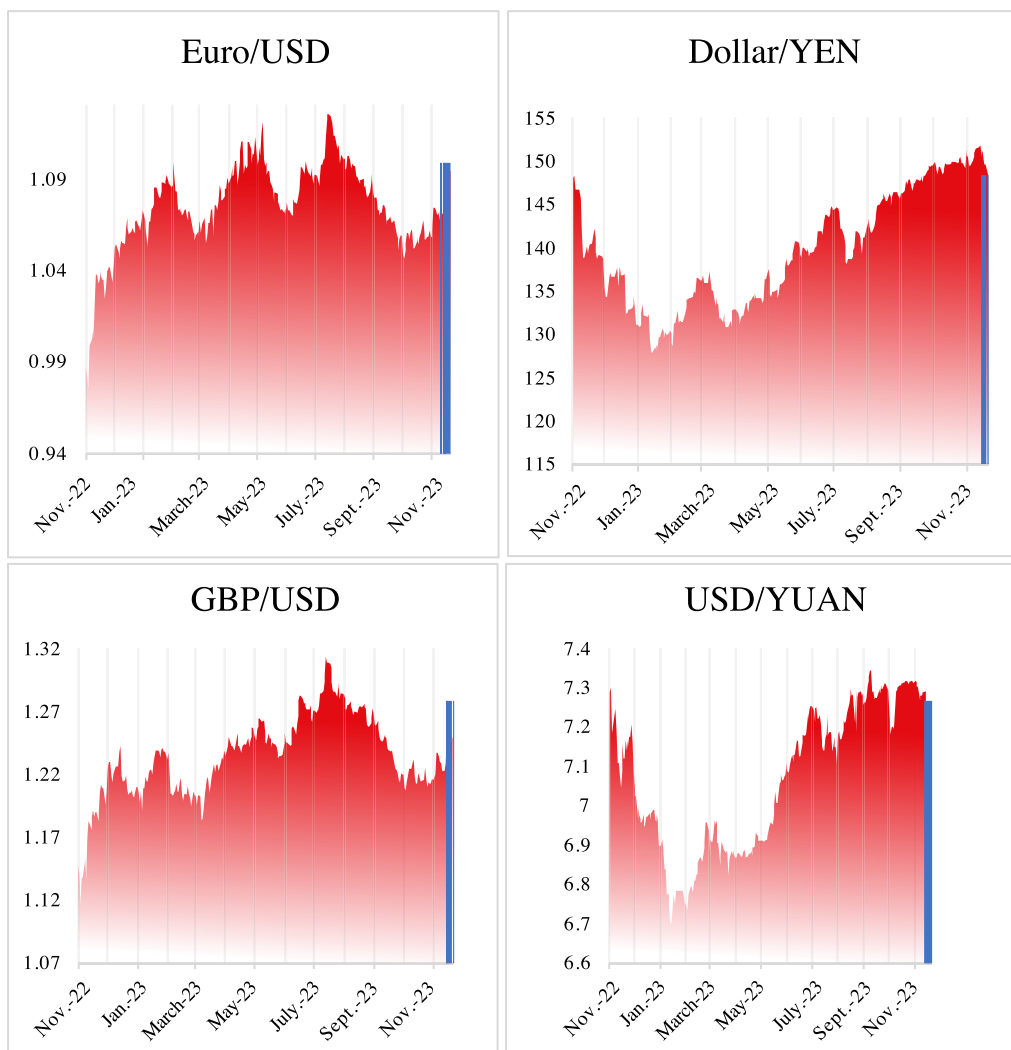 Euro/USD
1.09
1.04
0.99
0.94
Nov.-22
Jan.-23
March-23
May-23
July.-23
Sept.-23
Nov.-23
Dollar/YEN
155
150
145
140
135
130
125
120
115
Nov.-22
Jan.-23
March-23
May-23
July.-23
Sept.-23
Nov.-23
GBP/USD
1.32
1.27
1.22
1.17
1.12
1.07
Nov.-22
Jan.-23
March-23
May-23
July.-23
Sept.-23
Nov.-23
USD/YUAN
7.4
7.3
7.2
7.1
7
6.9
6.8
6.7
6.6
Nov.-22
Jan.-23
March-23
May-23
July.-23
Sept.-23
Nov.-23